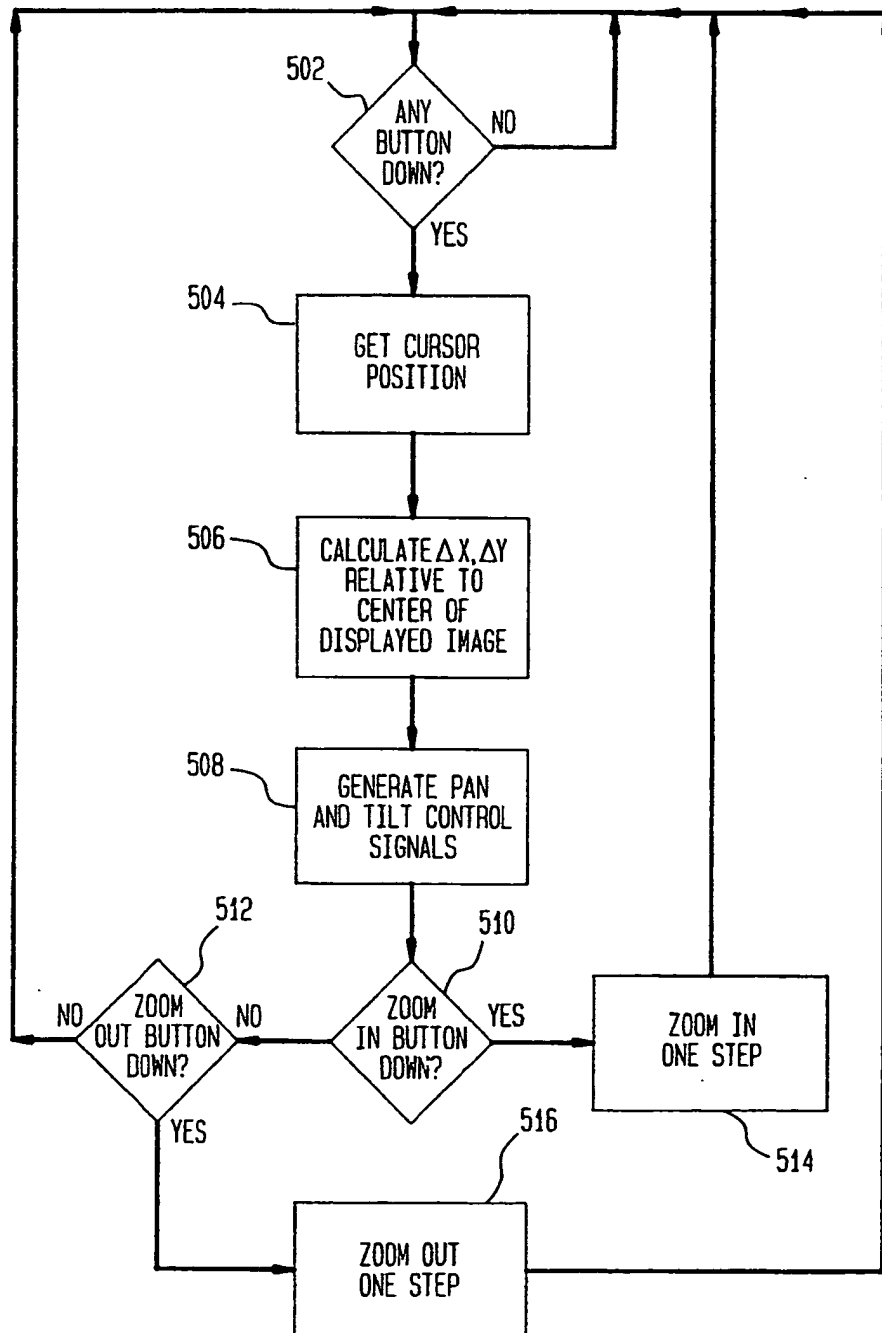 502
ANY
BUTTON
DOWN?
NO
YES
504
GET CURSOR
POSITION
506
CALCULATE ΔX, ΔY
RELATIVE TO
CENTER OF
DISPLAYED IMAGE
508
GENERATE PAN
AND TILT CONTROL
SIGNALS
512
510
NO
ZOOM
OUT BUTTON
DOWN?
NO
ZOOM
IN BUTTON
DOWN?
YES
ZOOM IN
ONE STEP
YES
516
514
ZOOM OUT
ONE STEP